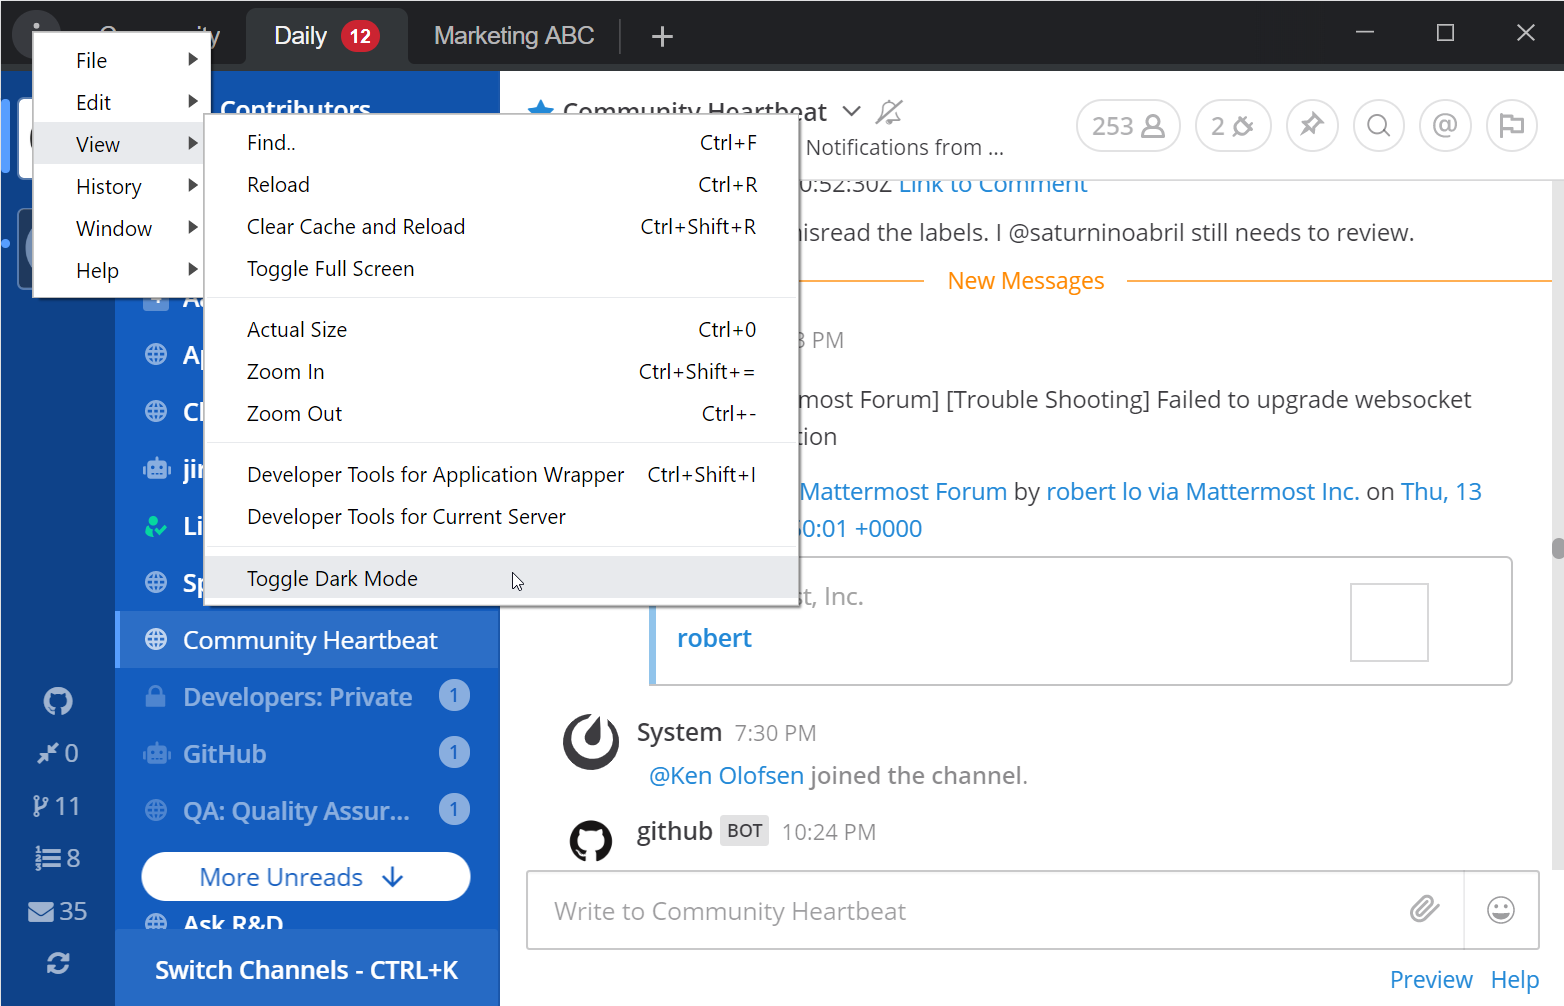 Daily 12
Marketing ABC
File
Edit
View
History
Window
Help
Find.. Ctrl+F
Reload Ctrl+R
Clear Cache and Reload Ctrl+Shift+R
Toggle Full Screen
Actual Size Ctrl+0
Zoom In Ctrl+Shift+=
Zoom Out Ctrl+-
Developer Tools for Application Wrapper Ctrl+Shift+I
Developer Tools for Current Server
Toggle Dark Mode
Contributors
Community Heartbeat
Developers: Private 1
GitHub 1
QA: Quality Assur... 1
More Unreads
Ask R&D
Switch Channels - CTRL+K
0
11
8
35
Community Heartbeat
253
2
@
Notifications from ...
0:52:30Z Link to Comment
the labels. I @saturninoabril still needs to review.
New Messages
PM
Forum] [Trouble Shooting] Failed to upgrade websocket
Mattermost Forum by robert lo via Mattermost Inc. on Thu, 13
:01 +0000
Inc.
robert
System 7:30 PM
@Ken Olofsen joined the channel.
github BOT 10:24 PM
Write to Community Heartbeat
Preview Help